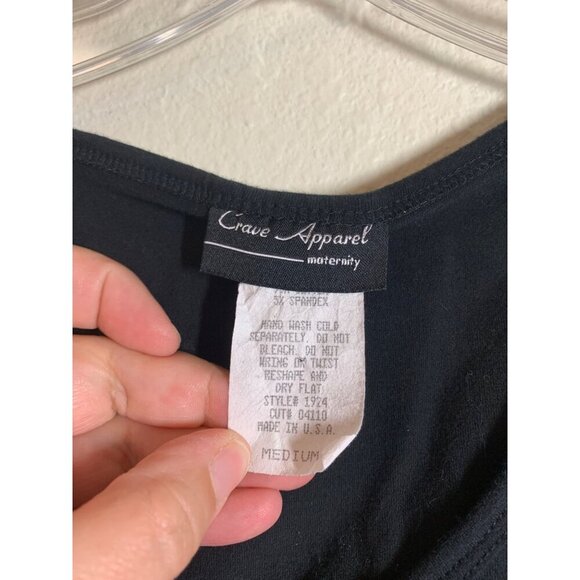 Crave Apparel
maternity
5% SPANDEX
HAND WASH COLD
SEPARATELY, DO NOT
BLEACH. DO NOT
WRING OR TWIST
RESHAPE AND
DRY FLAT
STYLE# 1924
CUT# 04110
MADE IN U.S.A.
MEDIUM